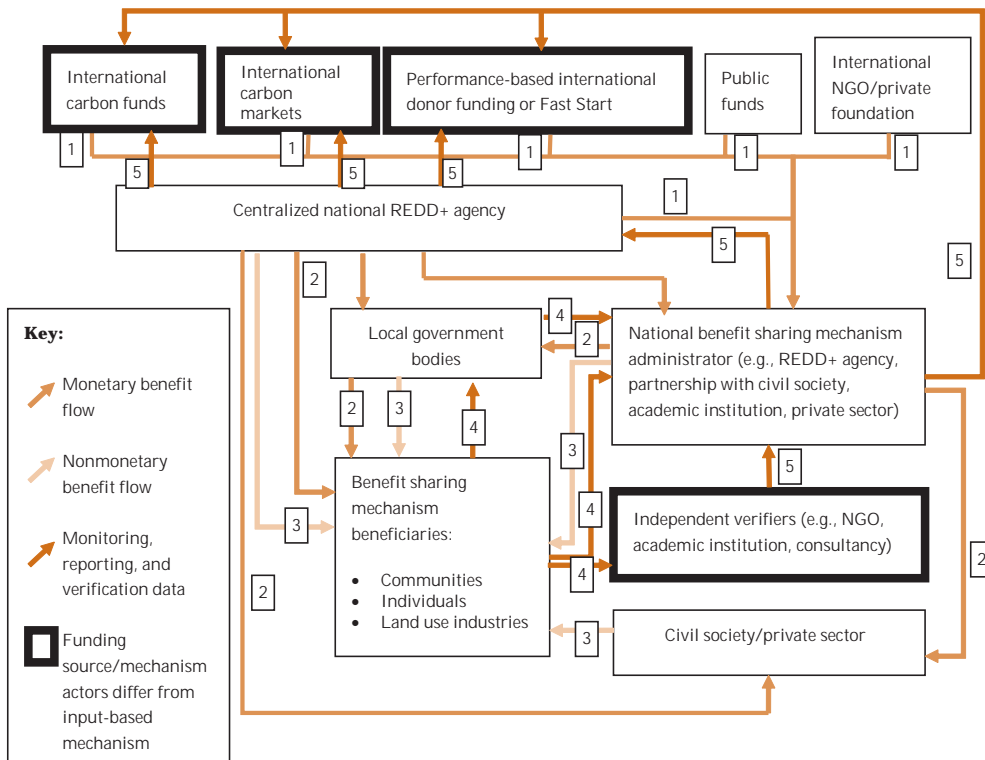 International
carbon funds
International
carbon
markets
Performance-based international
donor funding or Fast Start
Public
funds
International
NGO/private
foundation
1
1
1
1
1
5
5
5
Centralized national REDD+ agency
1
5
5
2
Key:
Monetary benefit
flow
Nonmonetary
benefit flow
Monitoring,
reporting, and
verification data
Funding
source/mechanism
actors differ from
input-based
mechanism
Local government
bodies
4
2
National benefit sharing mechanism
administrator (e.g., REDD+ agency,
partnership with civil society,
academic institution, private sector)
2
3
4
3
5
Benefit sharing
mechanism
beneficiaries:
• Communities
• Individuals
• Land use industries
3
4
4
Independent verifiers (e.g., NGO,
academic institution, consultancy)
2
2
3
Civil society/private sector